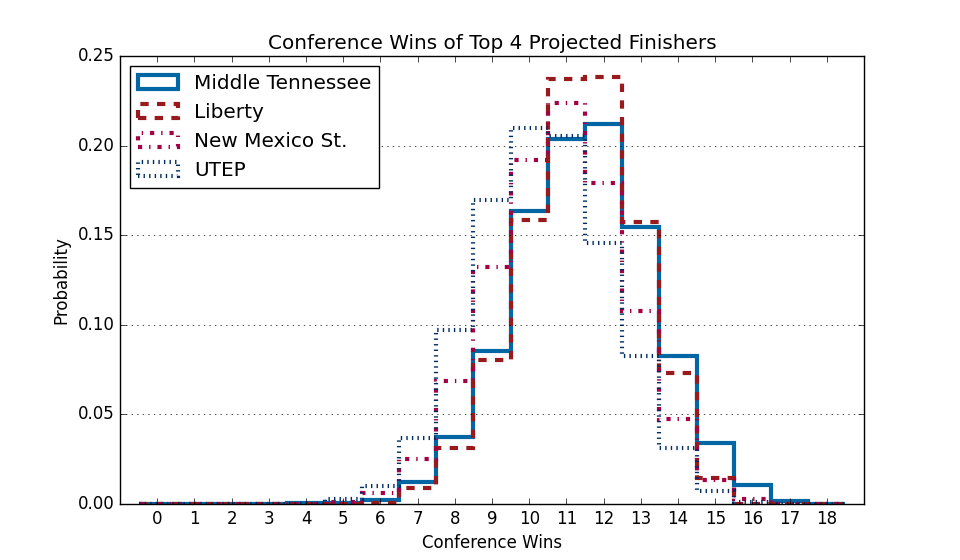 Conference Wins of Top 4 Projected Finishers
0.25
0.20
0.15
0.10
0.05
0.00
Probability
Middle Tennessee
Liberty
New Mexico St.
UTEP
0 1 2 3 4 5 6 7 8 9 10 11 12 13 14 15 16 17 18
Conference Wins